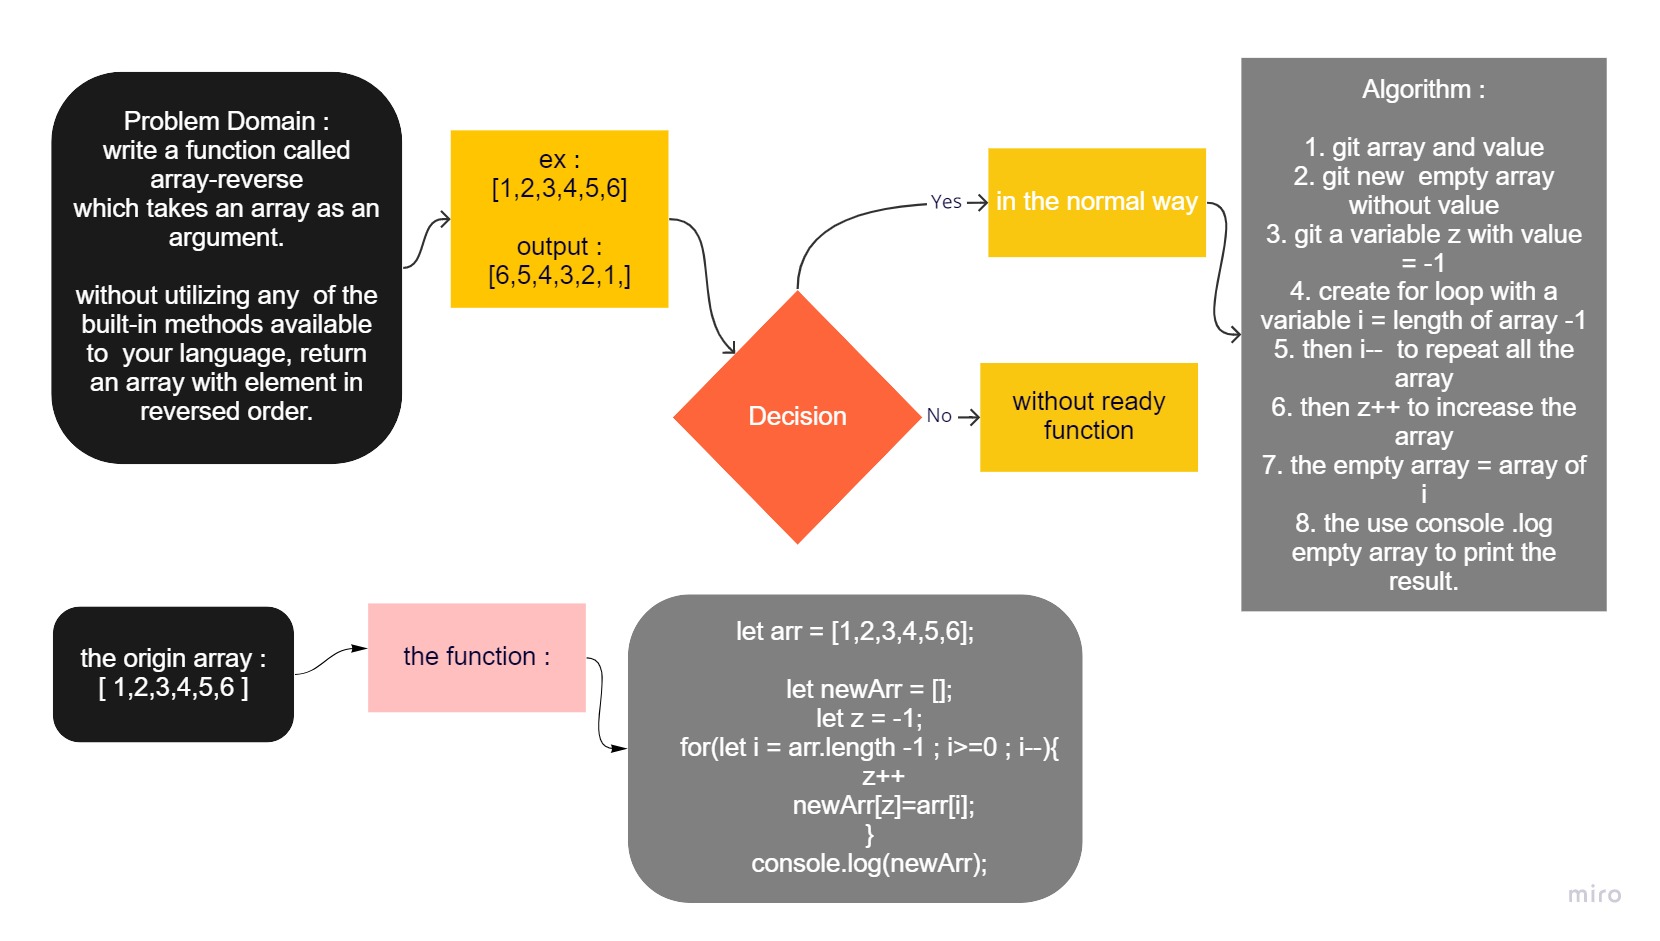 Problem Domain :
write a function called
array-reverse
which takes an array as an
argument.
without utilizing any  of the
built-in methods available
to  your language, return
an array with element in
reversed order.
ex :
[1,2,3,4,5,6]
output :
[6,5,4,3,2,1,]
Decision
Yes
in the normal way
No
without ready
function
Algorithm :
1. git array and value
2. git new  empty array
without value
3. git a variable z with value
= -1
4. create for loop with a
variable i = length of array -1
5. then i--  to repeat all the
array
6. then z++ to increase the
array
7. the empty array = array of
i
8. the use console .log
empty array to print the
result.
the origin array :
[ 1,2,3,4,5,6 ]
the function :
let arr = [1,2,3,4,5,6];
let newArr = [];
let z = -1;
for(let i = arr.length -1 ; i>=0 ; i--){
z++
newArr[z]=arr[i];
}
console.log(newArr);
miro